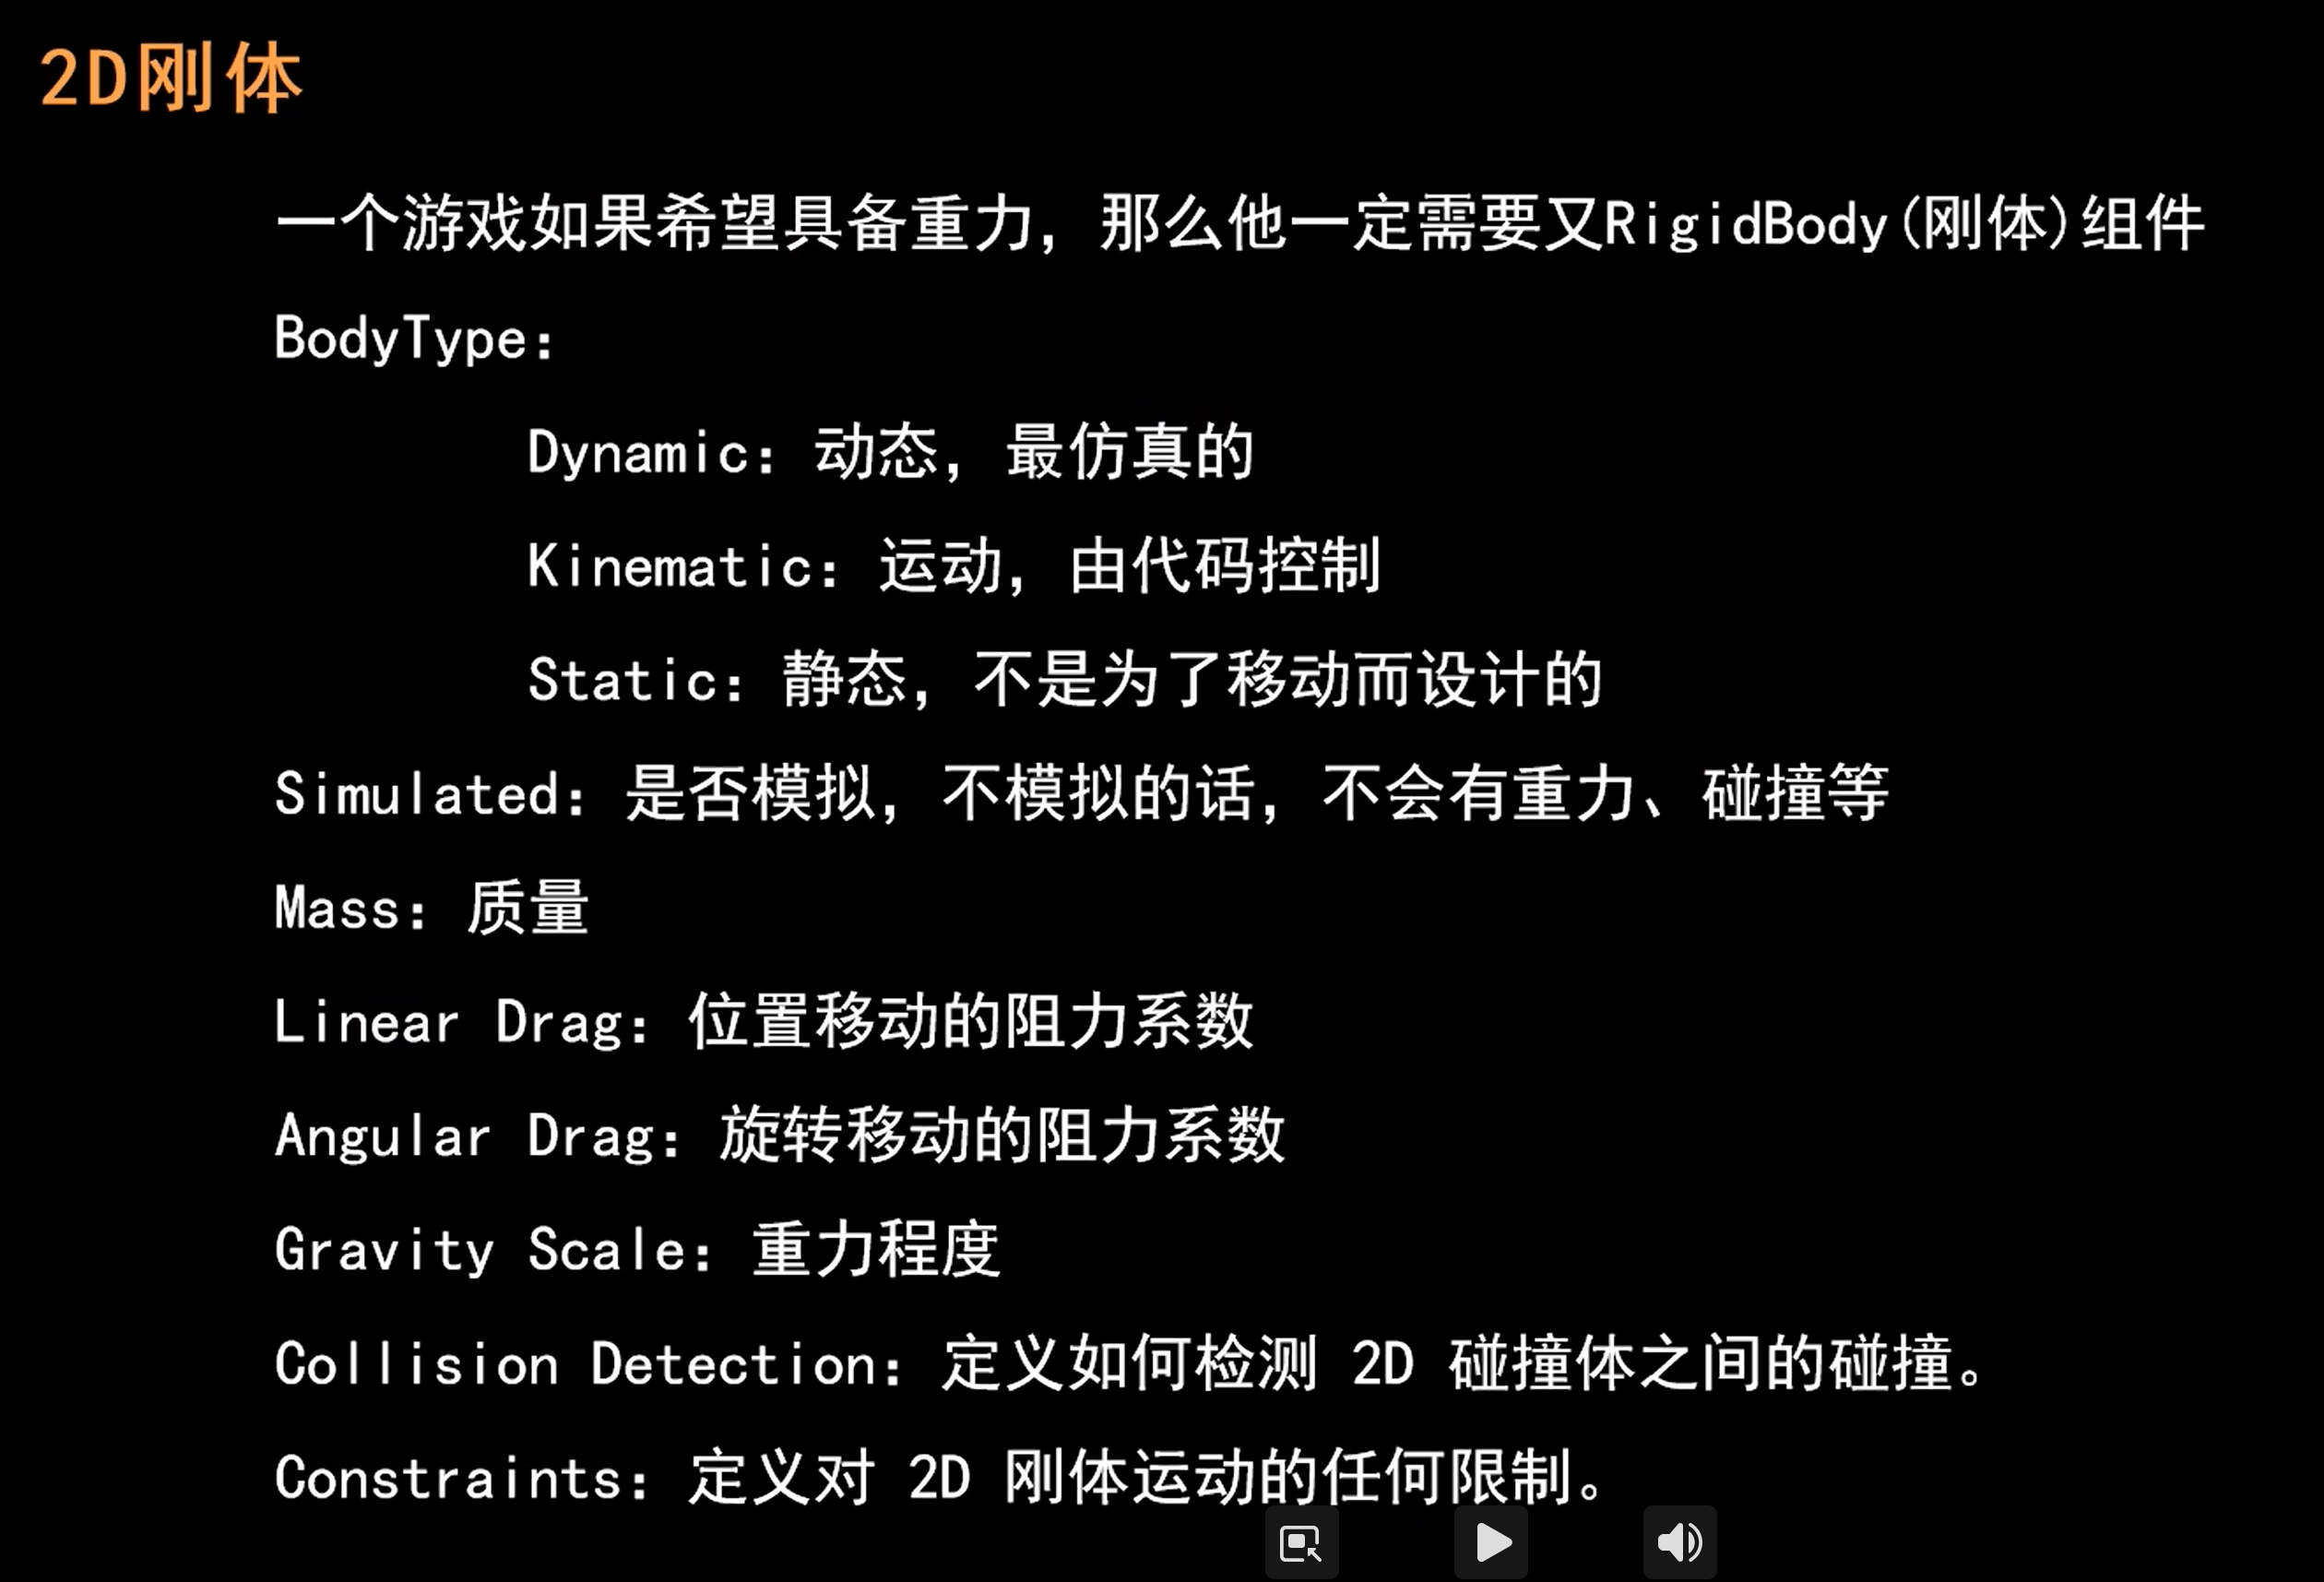 2D刚体
一个游戏如果希望具备重力，那么他一定需要又RigidBody(刚体)组件
BodyType：
Dynamic：动态，最仿真的
Kinematic：运动，由代码控制
Static：静态，不是为了移动而设计的
Simulated：是否模拟，不模拟的话，不会有重力、碰撞等
Mass：质量
Linear Drag：位置移动的阻力系数
Angular Drag：旋转移动的阻力系数
Gravity Scale：重力程度
Collision Detection：定义如何检测 2D 碰撞体之间的碰撞。
Constraints：定义对 2D 刚体运动的任何限制。